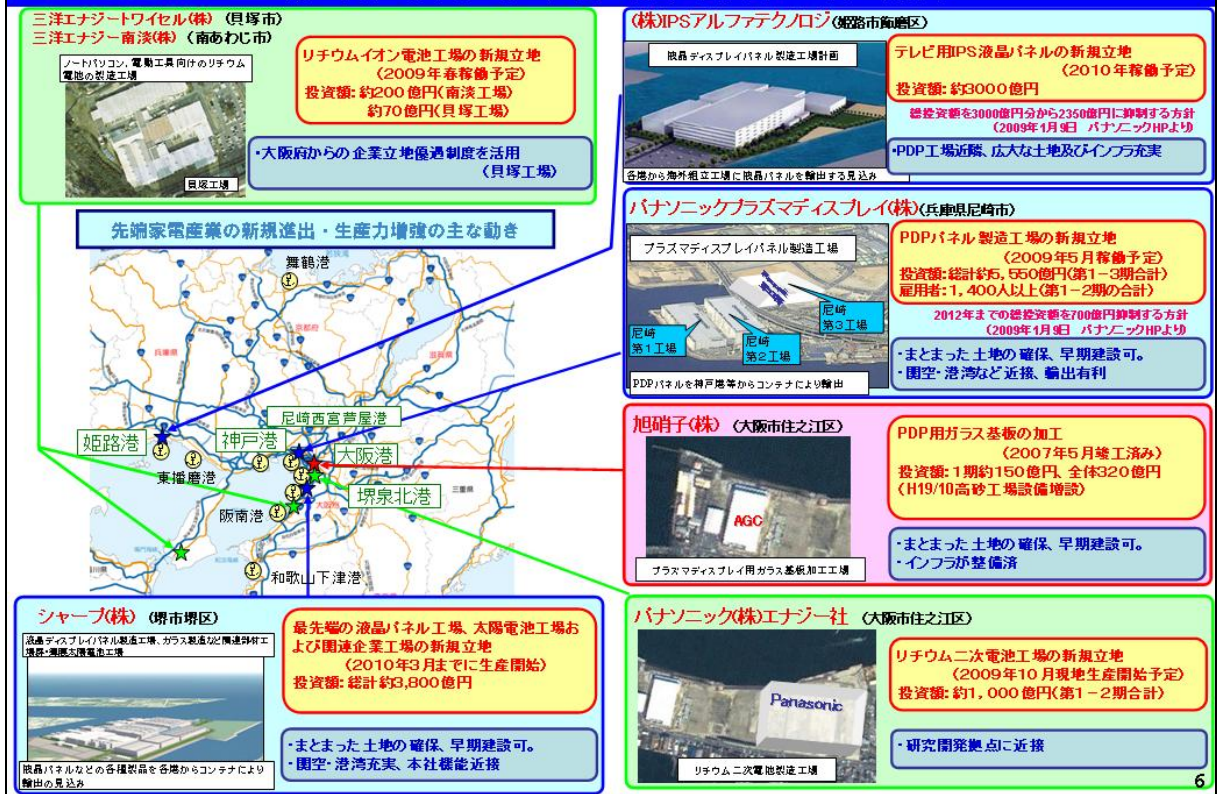 三洋エナジートワイセル(株) (貝塚市)
三洋エナジー南淡(株) (南あわじ市)
ノートパソコン、電動工具向けのリチウム
電池の製造工場
貝塚工場
リチウムイオン電池工場の新規立地
(2009年春稼働予定)
投資額:約200億円(南淡工場)
約70億円(貝塚工場)
・大阪府からの企業立地優遇制度を活用
(貝塚工場)
(株)IPSアルファテクノロジ(姫路市飾磨区)
液晶ディスプレイパネル製造工場計画
各港から海外組立工場に液晶パネルを輸出する見込み
テレビ用IPS液晶パネルの新規立地
(2010年稼働予定)
投資額:約3000億円
総投資額を3000億円分から2350億円に抑制する方針
(2009年1月9日 パナソニックHPより)
・PDP工場近隣、広大な土地及びインフラ充実
先端家電産業の新規進出・生産力増強の主な動き
舞鶴港
京都府
兵庫県
滋賀県
尼崎西宮芦屋港
姫路港
神戸港
大阪港
東播磨港
堺泉北港
三重県
阪南港
大阪府
和歌山下津港
パナソニックプラズマディスプレイ(株)(兵庫県尼崎市)
プラズマディスプレイパネル製造工場
尼崎
第1工場
尼崎
第2工場
尼崎
第3工場
PDPパネルを神戸港等からコンテナにより輸出
PDPパネル製造工場の新規立地
(2009年5月稼働予定)
投資額:総計約5,550億円(第1-3期合計)
雇用者:1,400人以上(第1-2期の合計)
2012年までの総投資額を700億円抑制する方針
(2009年1月9日 パナソニックHPより)
・まとまった土地の確保、早期建設可。
・関空・港湾など近接、輸出有利
旭硝子(株) (大阪市住之江区)
AGC
プラズマディスプレイ用ガラス基板加工工場
PDP用ガラス基板の加工
(2007年5月竣工済み)
投資額:1期約150億円、全体320億円
(H19/10高砂工場設備増設)
・まとまった土地の確保、早期建設可。
・インフラが整備済
シャープ(株) (堺市堺区)
液晶ディスプレイパネル製造工場、ガラス製造など関連部材工
場群・薄膜太陽電池工場
液晶パネルなどの各種製品を各港からコンテナにより
輸出の見込み
最先端の液晶パネル工場、太陽電池工場お
よび関連企業工場の新規立地
(2010年3月までに生産開始)
投資額:総計約3,800億円
・まとまった土地の確保、早期建設可。
・関空・港湾充実、本社機能近接
パナソニック(株)エナジー社 (大阪市住之江区)
Panasonic
リチウム二次電池製造工場
リチウム二次電池工場の新規立地
(2009年10月現地生産開始予定)
投資額:約1,000億円(第1-2期合計)
・研究開発拠点に近接
6